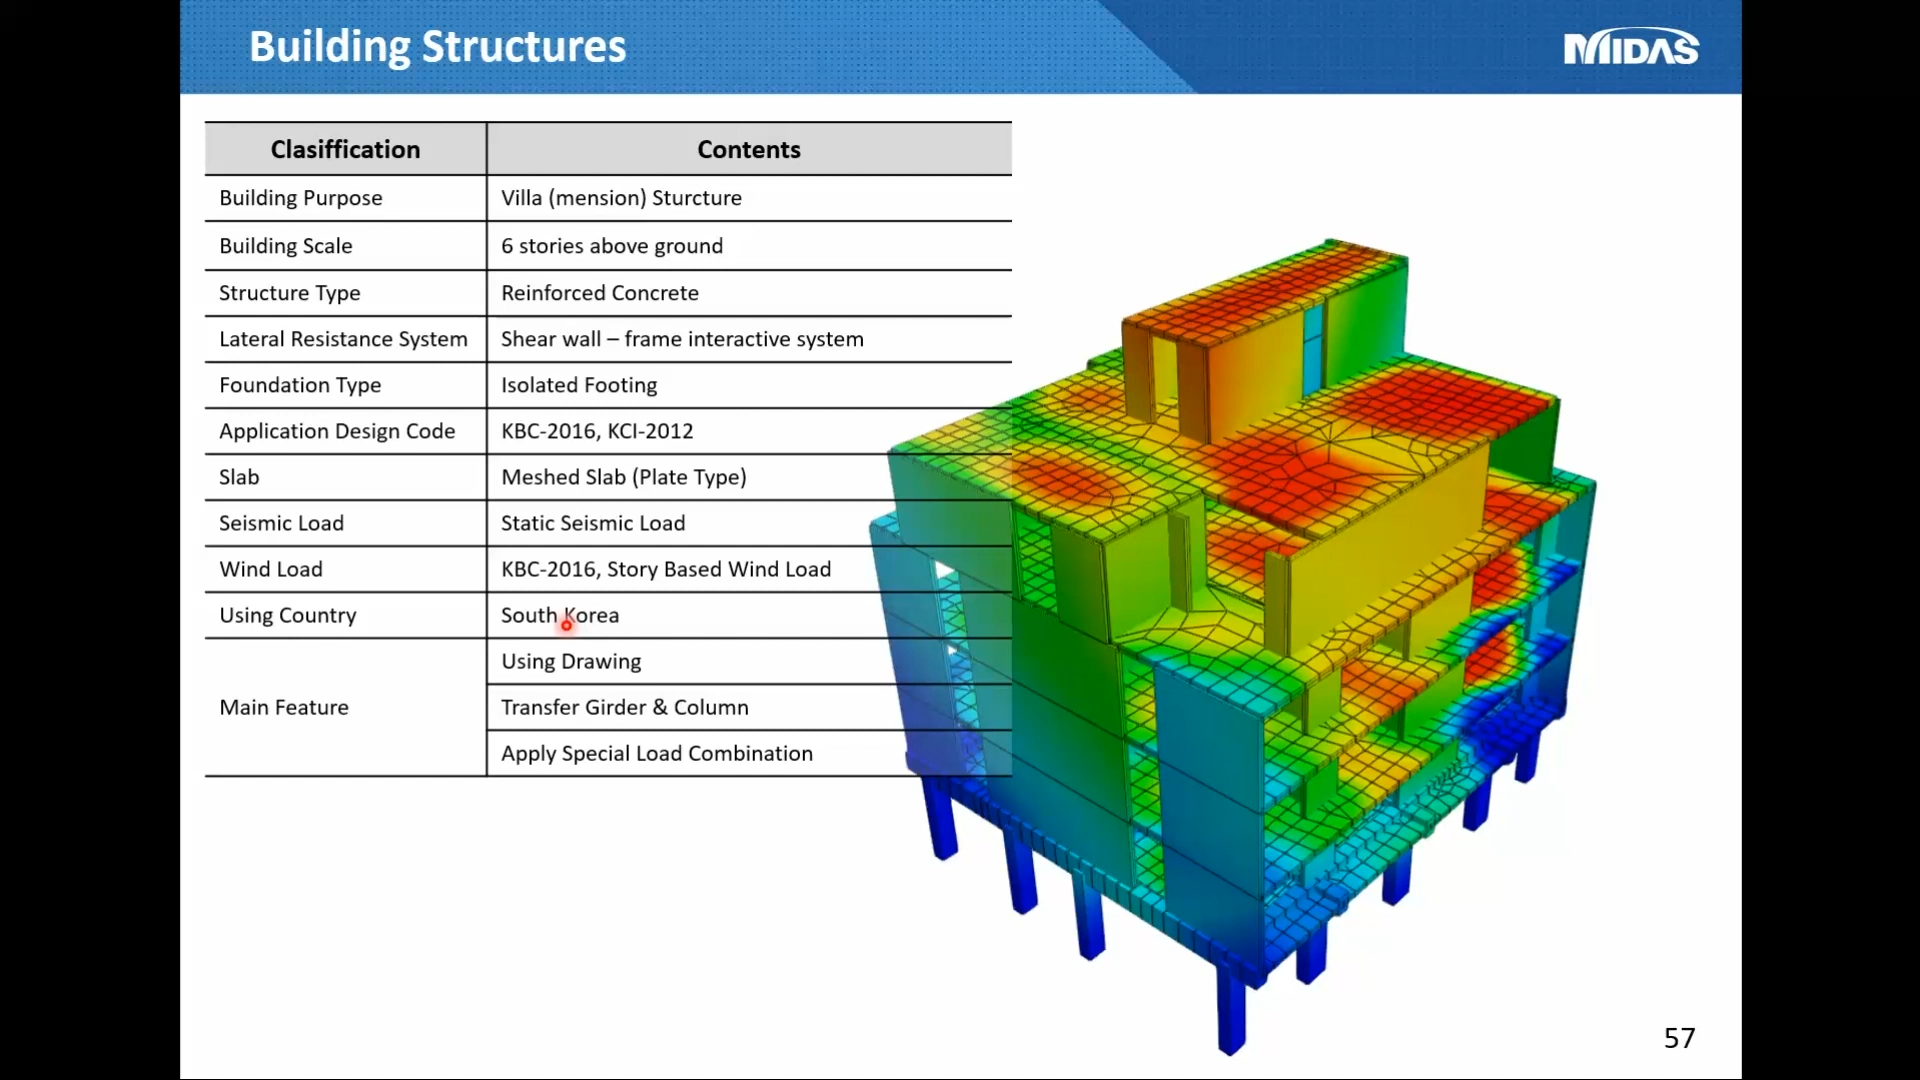 Building Structures
MIDAS
Clasiffication Contents
Building Purpose Villa (mension) Sturcture
Building Scale 6 stories above ground
Structure Type Reinforced Concrete
Lateral Resistance System Shear wall – frame interactive system
Foundation Type Isolated Footing
Application Design Code KBC-2016, KCI-2012
Slab Meshed Slab (Plate Type)
Seismic Load Static Seismic Load
Wind Load KBC-2016, Story Based Wind Load
Using Country South Korea
Main Feature Using Drawing
Transfer Girder & Column
Apply Special Load Combination
57